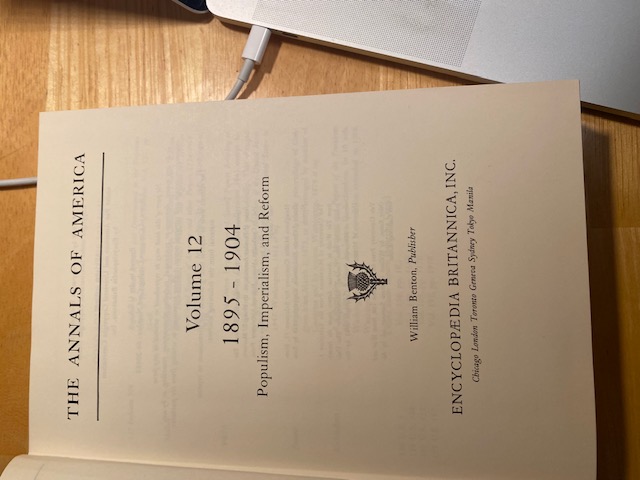 THE ANNALS OF AMERICA
Volume 12
1895 – 1904
Populism, Imperialism, and Reform
William Benton, Publisher
ENCYCLOPÆDIA BRITANNICA, INC.
Chicago London Toronto Geneva Sydney Tokyo Manila